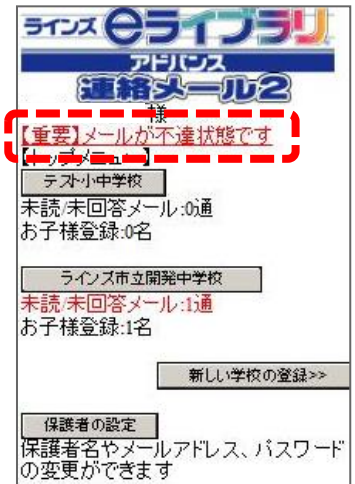 ラインズeライブラリ
アドバンス
連絡メール2
様
【重要】メールが不達状態です
【トップメニュー】
テスト小中学校
未読/未回答メール:0通
お子様登録:0名
ラインズ市立開発中学校
未読/未回答メール:1通
お子様登録:1名
新しい学校の登録>>
保護者の設定
保護者名やメールアドレス、パスワード
の変更ができます